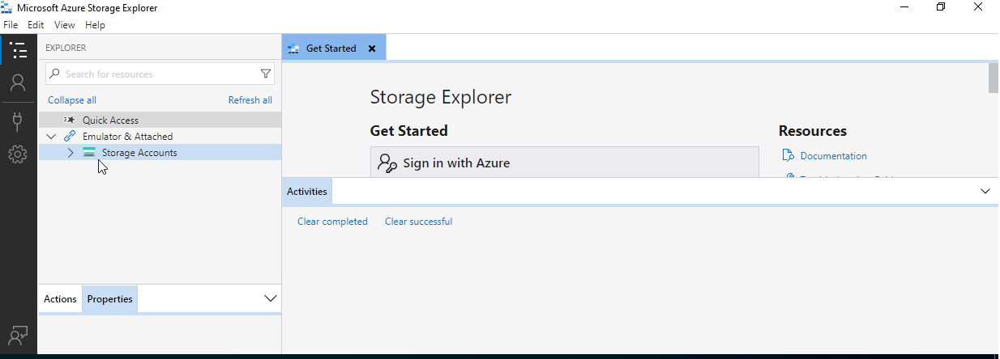 Microsoft Azure Storage Explorer
File Edit View Help
EXPLORER
Search for resources
Collapse all Refresh all
Quick Access
Emulator & Attached
Storage Accounts
Actions Properties
Get Started
Storage Explorer
Get Started
Sign in with Azure
Resources
Documentation
Activities
Clear completed Clear successful